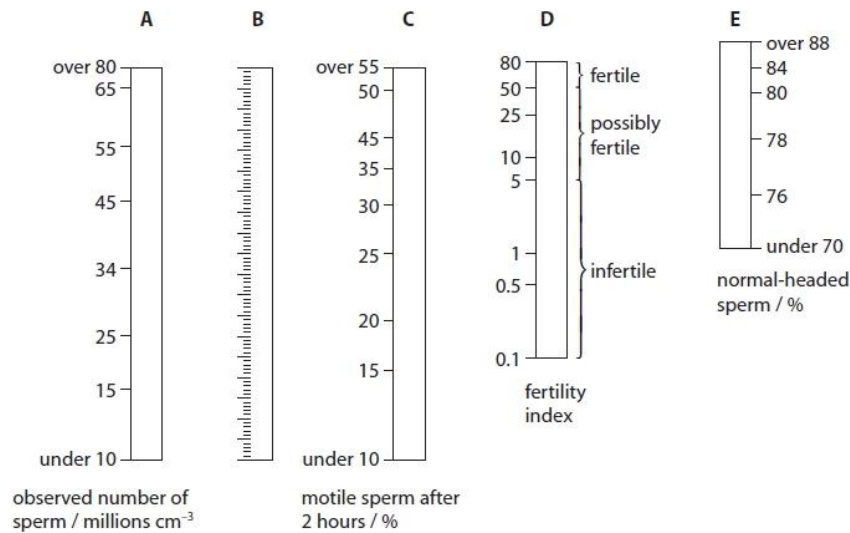 A
B
C
D
E
over 80
65
55
45
34
25
15
under 10
observed number of
sperm / millions cm⁻³
over 55
50
45
35
30
25
20
15
under 10
motile sperm after
2 hours / %
80
50
25
10
5
1
0.5
0.1
fertile
possibly
fertile
infertile
fertility
index
over 88
84
80
78
76
under 70
normal-headed
sperm / %